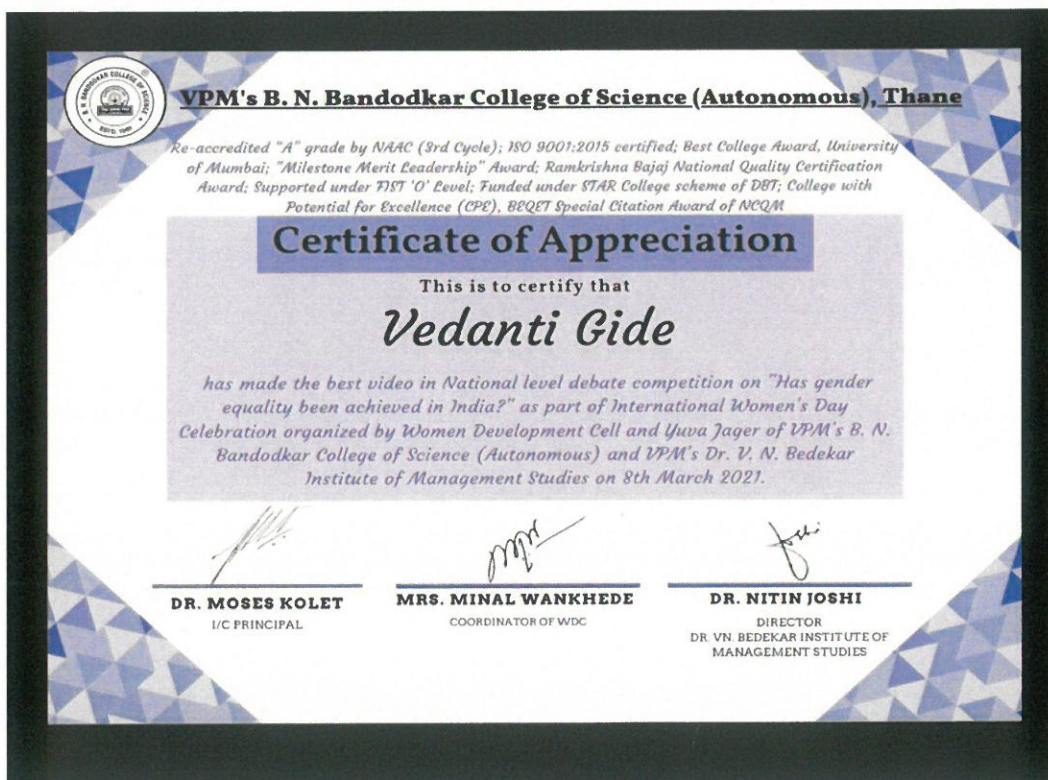 B. N. BANDODKAR COLLEGE OF SCIENCE
VPM's B. N. Bandodkar College of Science (Autonomous), Thane
Re-accredited "A" grade by NAAC (3rd Cycle); ISO 9001:2015 certified; Best College Award, University
of Mumbai; "Milestone Merit Leadership" Award; Ramkrishna Bajaj National Quality Certification
Award; Supported under FIST 'O' Level; Funded under STAR College scheme of DBT; College with
Potential for Excellence (CPE), BEQET Special Citation Award of NCQM
Certificate of Appreciation
This is to certify that
Vedanti Gide
has made the best video in National level debate competition on "Has gender
equality been achieved in India?" as part of International Women's Day
Celebration organized by Women Development Cell and Yuva Jager of VPM's B. N.
Bandodkar College of Science (Autonomous) and VPM's Dr. V. N. Bedekar
Institute of Management Studies on 8th March 2021.
DR. MOSES KOLET
I/C PRINCIPAL
MRS. MINAL WANKHEDE
COORDINATOR OF WDC
DR. NITIN JOSHI
DIRECTOR
DR. VN. BEDEKAR INSTITUTE OF
MANAGEMENT STUDIES